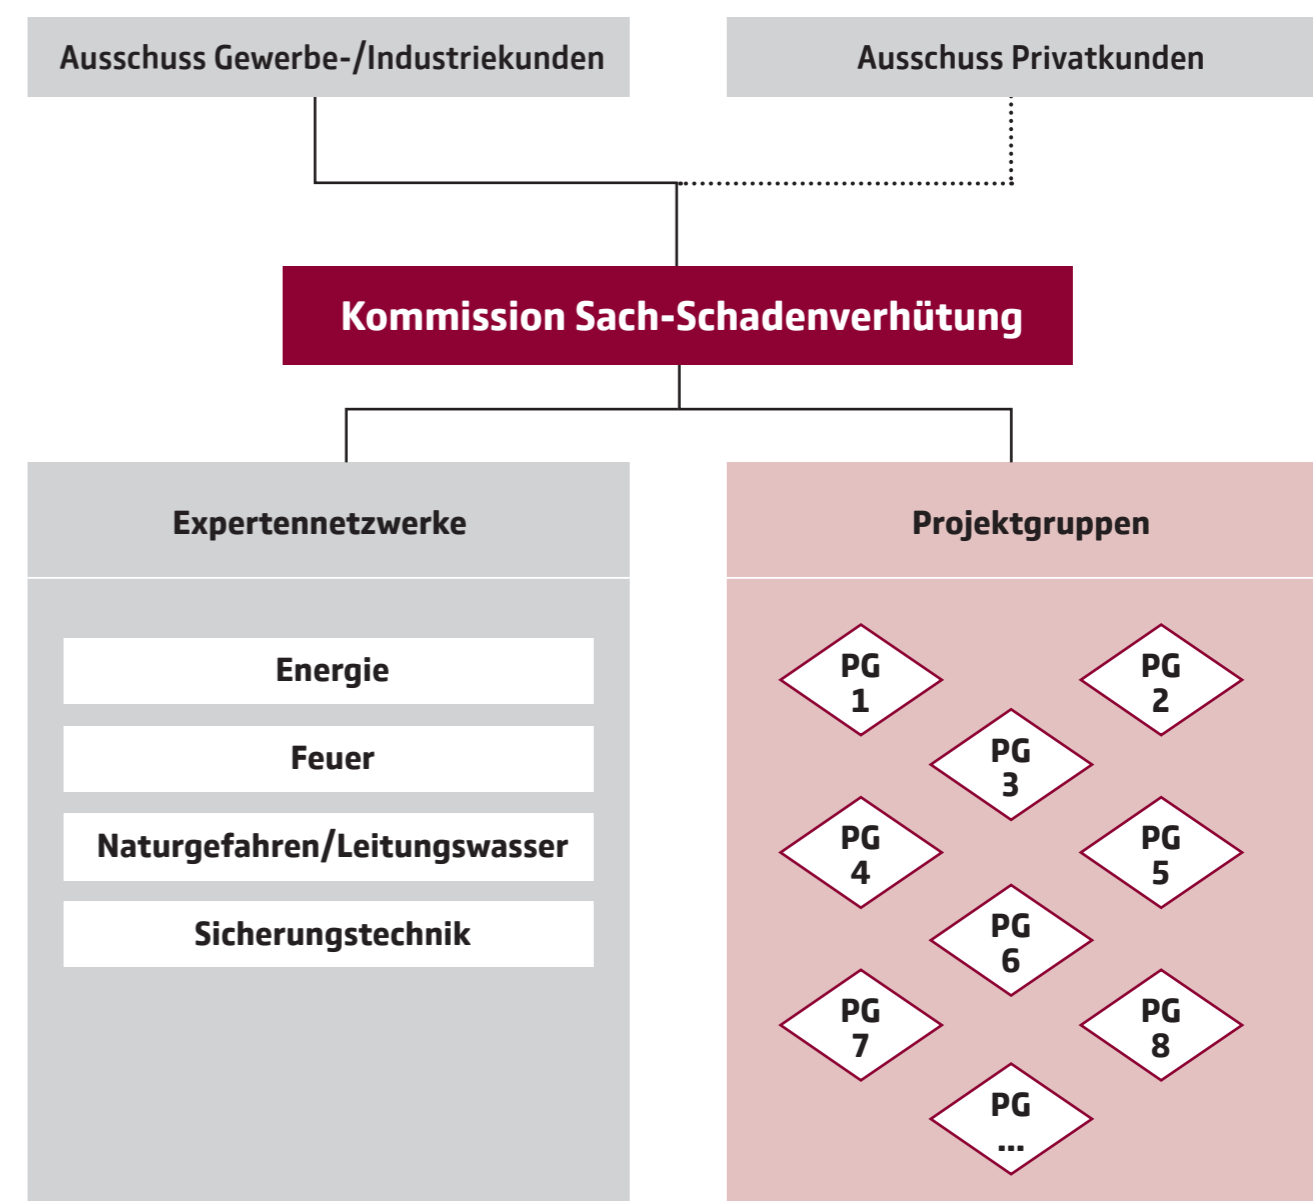 Ausschuss Gewerbe-/Industriekunden
Ausschuss Privatkunden
Kommission Sach-Schadenverhütung
Expertennetzwerke
Energie
Feuer
Naturgefahren/Leitungswasser
Sicherungstechnik
Projektgruppen
PG
1
PG
2
PG
3
PG
4
PG
5
PG
6
PG
7
PG
8
PG
...